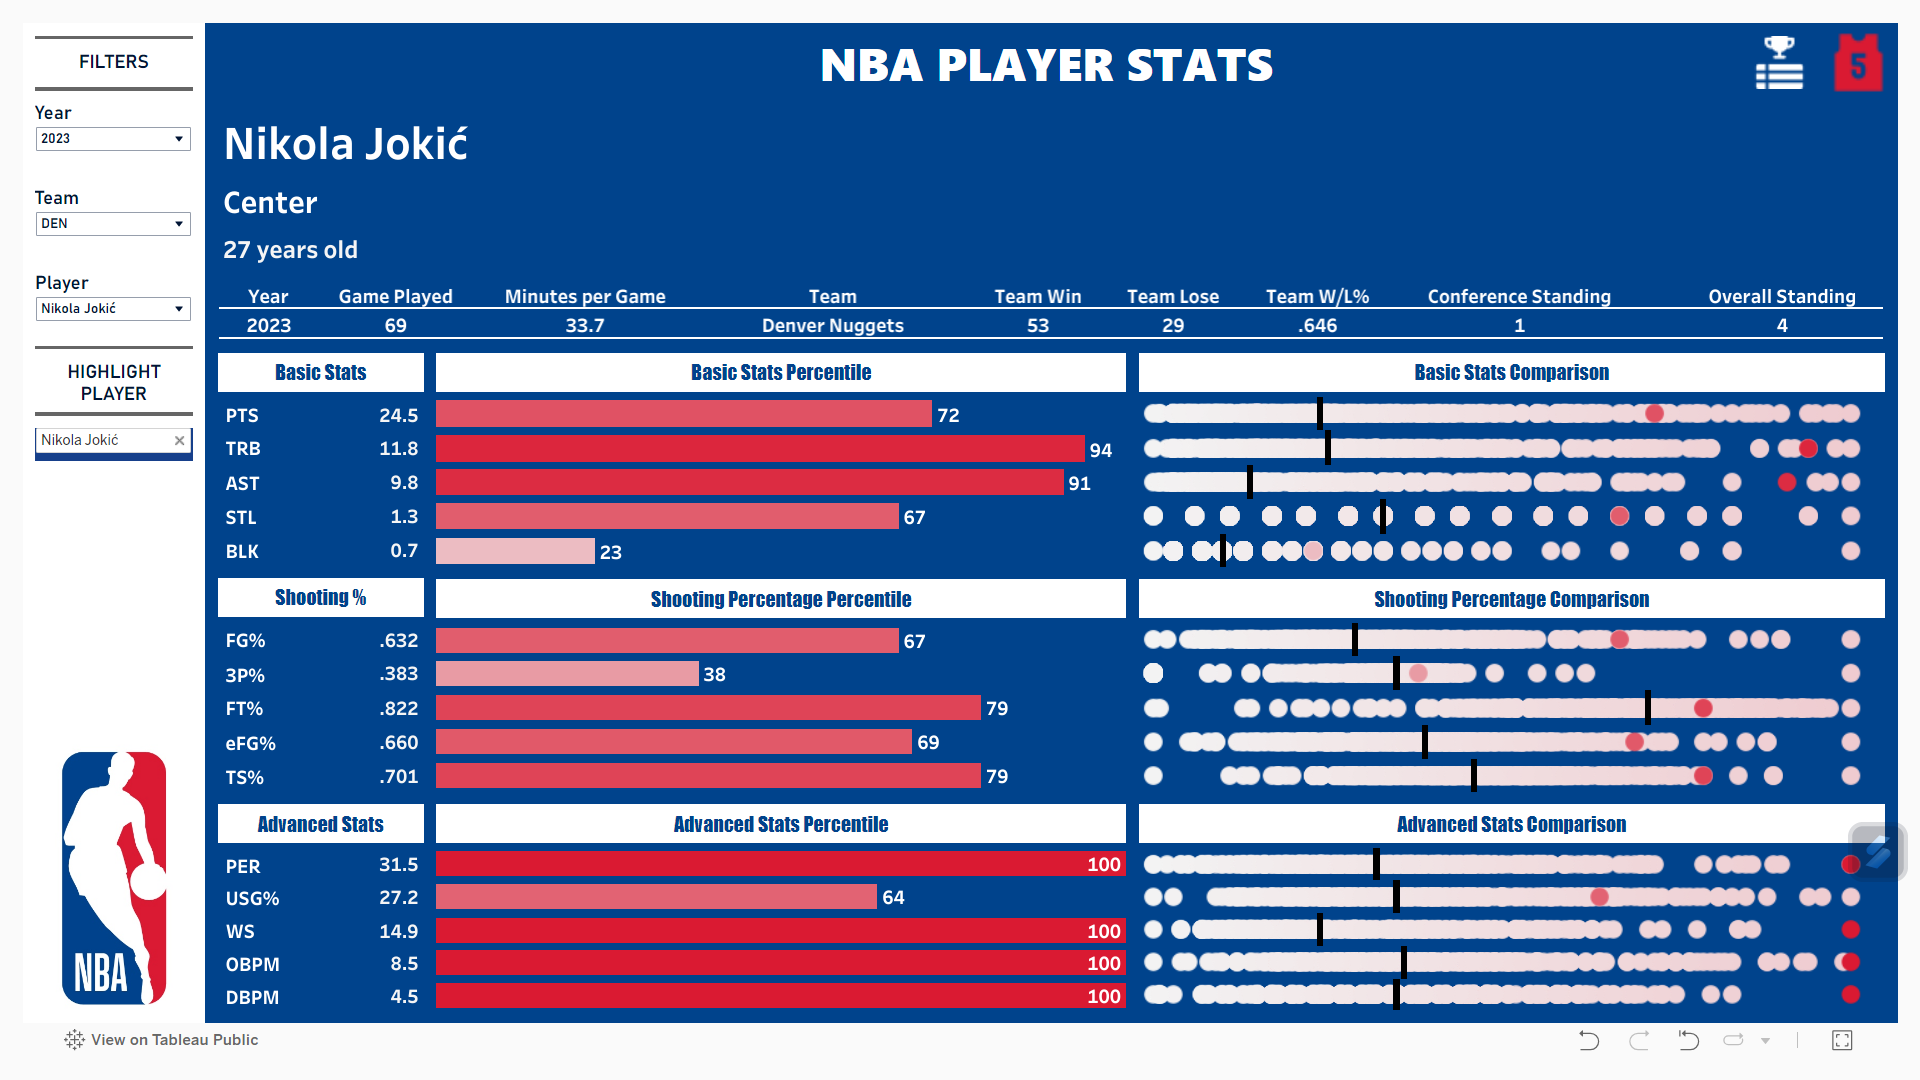 FILTERS
Year
2023
Team
DEN
Player
Nikola Jokić
HIGHLIGHT
PLAYER
Nikola Jokić
NBA
NBA PLAYER STATS
5
Nikola Jokić
Center
27 years old
Year Game Played Minutes per Game Team Team Win Team Lose Team W/L% Conference Standing Overall Standing
2023 69 33.7 Denver Nuggets 53 29 .646 1 4
Basic Stats Basic Stats Percentile Basic Stats Comparison
PTS 24.5 72
TRB 11.8 94
AST 9.8 91
STL 1.3 67
BLK 0.7 23
Shooting % Shooting Percentage Percentile Shooting Percentage Comparison
FG% .632 67
3P% .383 38
FT% .822 79
eFG% .660 69
TS% .701 79
Advanced Stats Advanced Stats Percentile Advanced Stats Comparison
PER 31.5 100
USG% 27.2 64
WS 14.9 100
OBPM 8.5 100
DBPM 4.5 100
View on Tableau Public